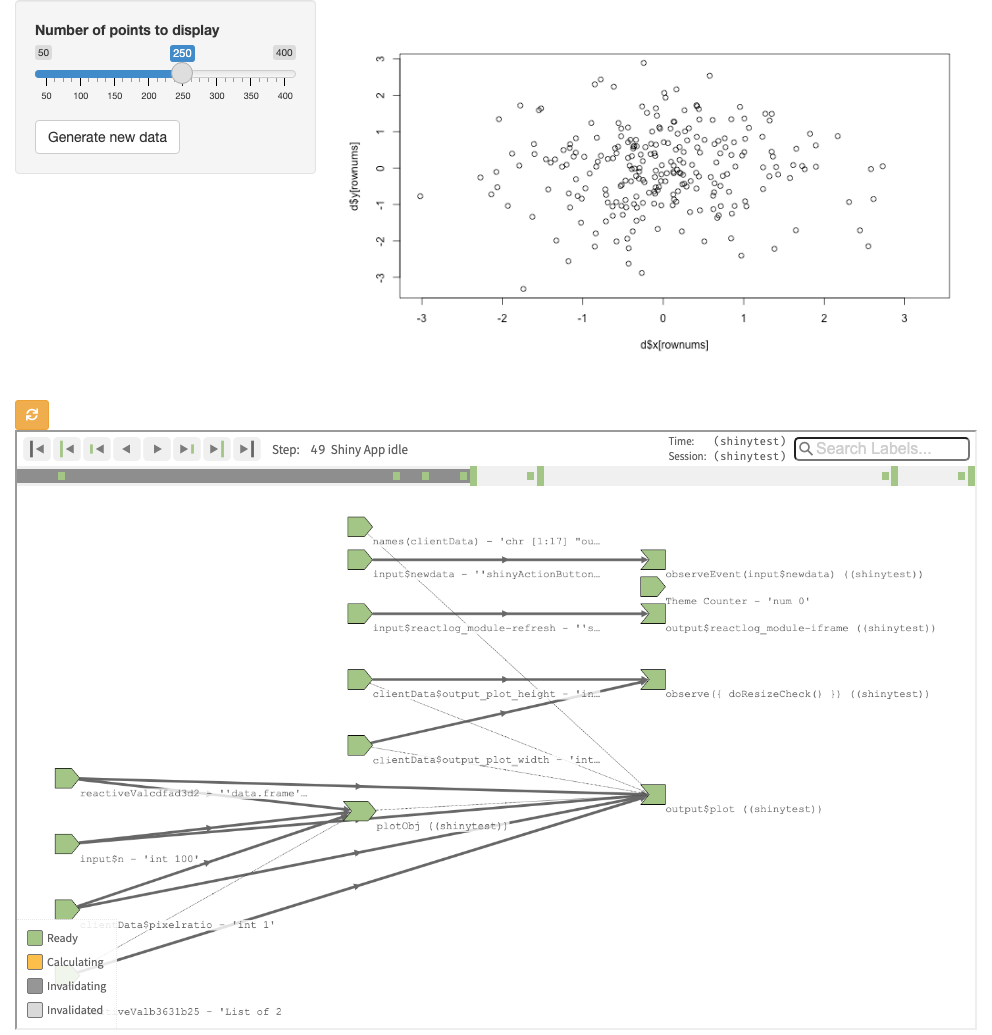 Number of points to display
50 250 400
50 100 150 200 250 300 350 400
Generate new data
d$y[rownums]
3
2
1
0
-1
-2
-3
-3 -2 -1 0 1 2 3
d$x[rownums]
Step: 49 Shiny App idle
Time: (shinytest)
Session: (shinytest)
Search Labels...
names(clientData) - 'chr [1:17] "ou…
input$newdata - ''shinyActionButton…
observeEvent(input$newdata) ((shinytest))
Theme Counter - 'num 0'
input$reactlog_module-refresh - ''s…
output$reactlog_module-iframe ((shinytest))
clientData$output_plot_height - 'in…
observe({ doResizeCheck() }) ((shinytest))
clientData$output_plot_width - 'int…
reactiveValcdfad3d2 - ''data.frame'…
output$plot ((shinytest))
plotObj ((shinytest))
input$n - 'int 100'
clientData$pixelratio - 'int 1'
Ready
Calculating
Invalidating
Invalidated
tiveValb3631b25 - 'List of 2